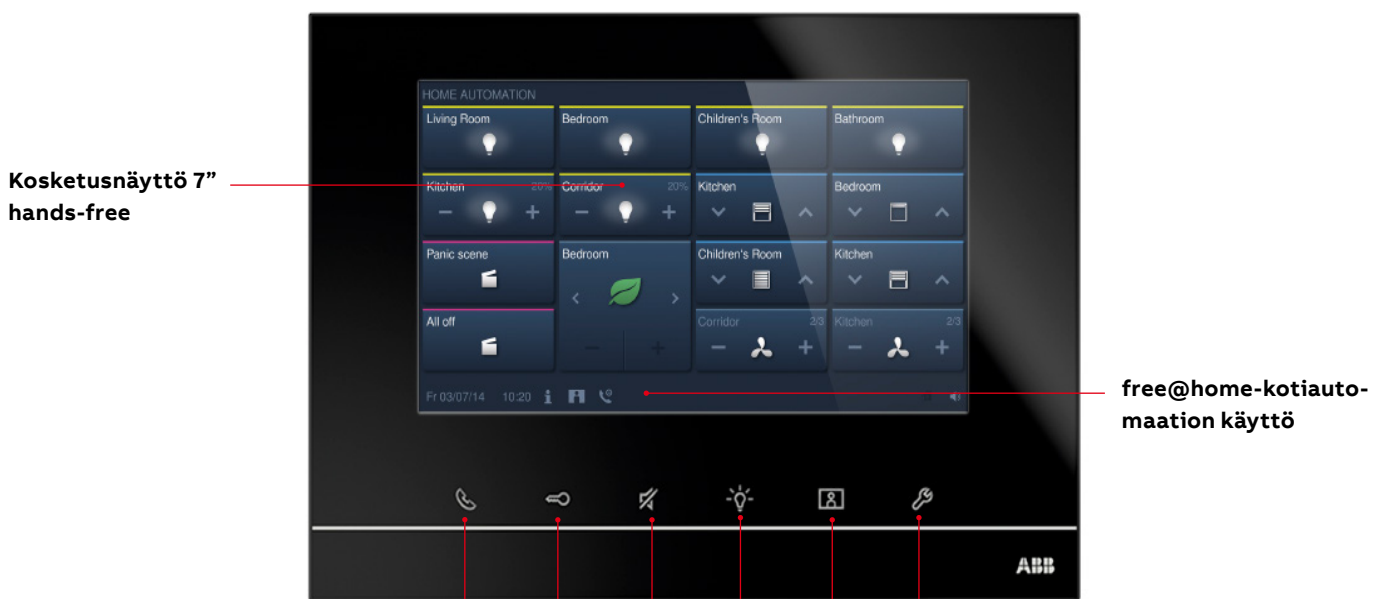 HOME AUTOMATION
Living Room
Bedroom
Children's Room
Bathroom
Kosketusnäyttö 7”
hands-free
Kitchen 20%
Corridor 20%
Kitchen
Bedroom
Panic scene
Bedroom
Children's Room
Kitchen
All off
Corridor 2/3
Kitchen 2/3
Fr 03/07/14 10:20
free@home-kotiauto-
maation käyttö
ABB